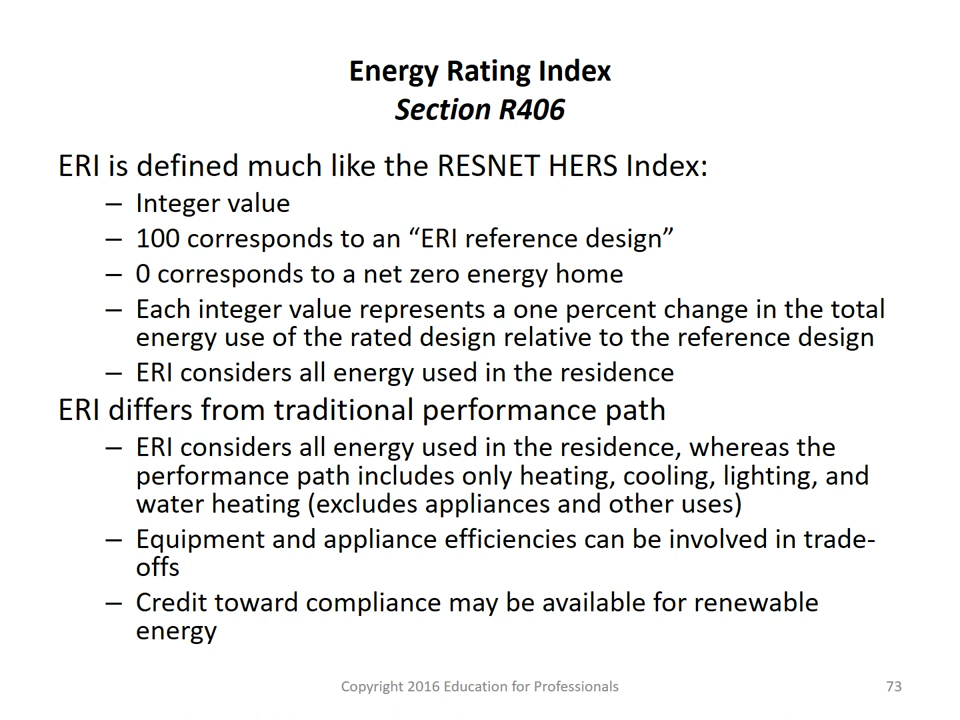 Energy Rating Index
Section R406
ERI is defined much like the RESNET HERS Index:
– Integer value
– 100 corresponds to an “ERI reference design”
– 0 corresponds to a net zero energy home
– Each integer value represents a one percent change in the total
energy use of the rated design relative to the reference design
– ERI considers all energy used in the residence
ERI differs from traditional performance path
– ERI considers all energy used in the residence, whereas the
performance path includes only heating, cooling, lighting, and
water heating (excludes appliances and other uses)
– Equipment and appliance efficiencies can be involved in trade-
offs
– Credit toward compliance may be available for renewable
energy
Copyright 2016 Education for Professionals
73